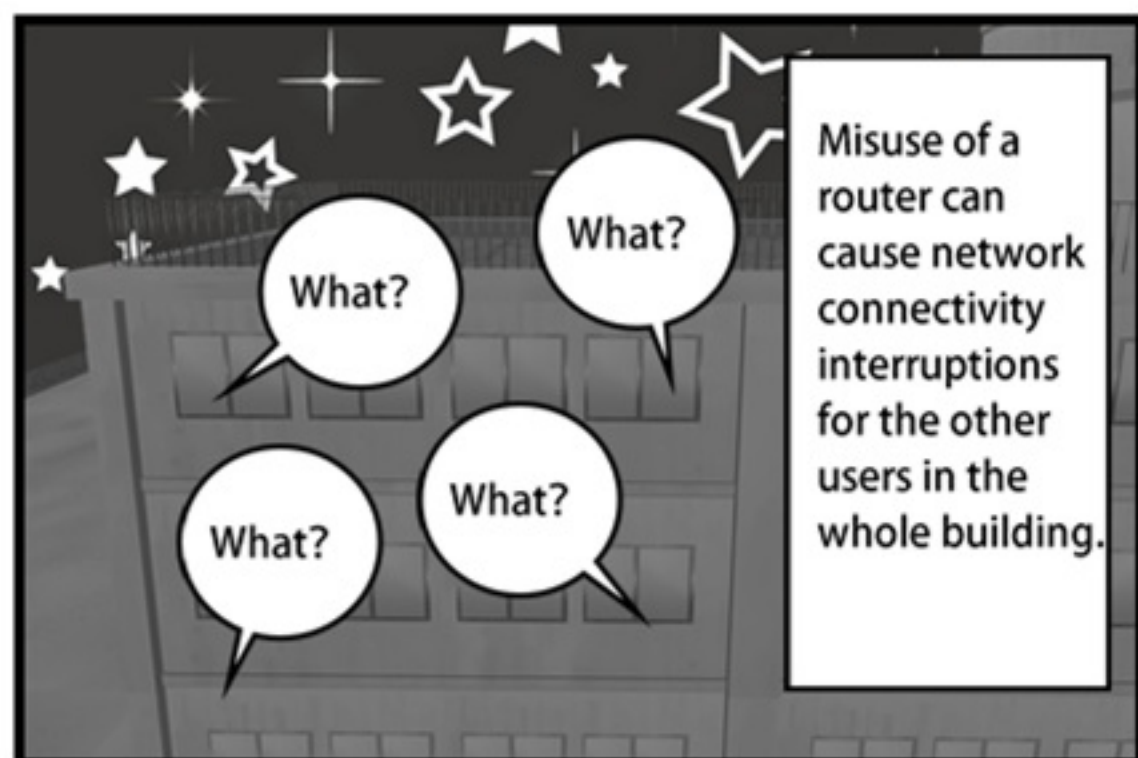 What?
What?
What?
What?
Misuse of a
router can
cause network
connectivity
interruptions
for the other
users in the
whole building.